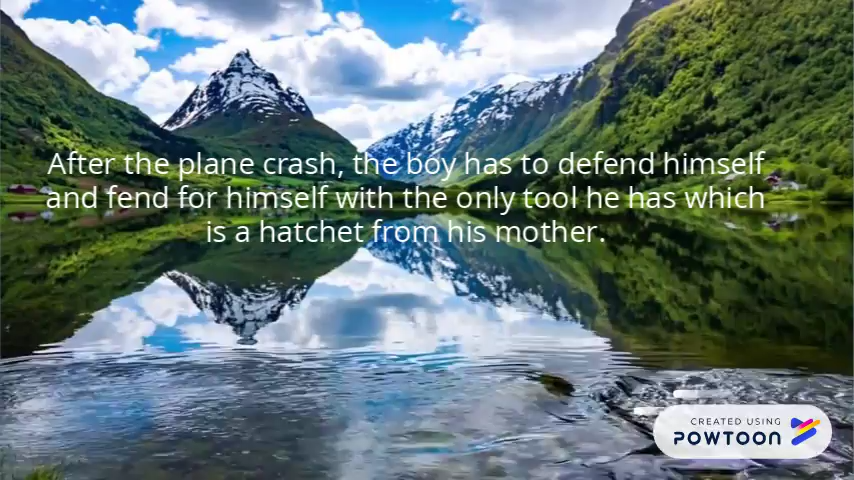 After the plane crash, the boy has to defend himself
and fend for himself with the only tool he has which
is a hatchet from his mother.
CREATED USING
POWTOON